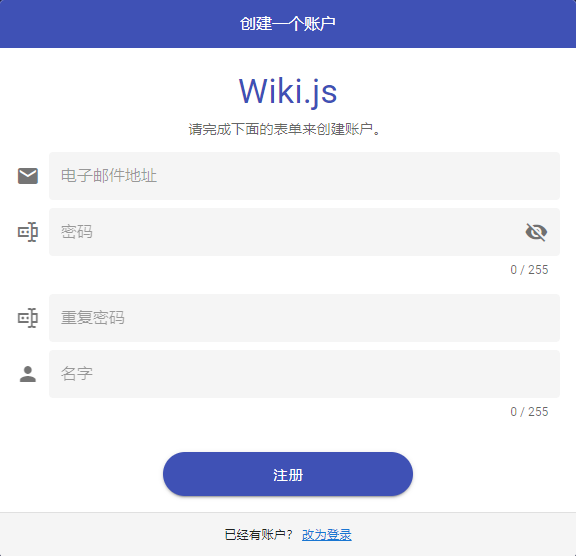 创建一个账户
Wiki.js
请完成下面的表单来创建账户。
电子邮件地址
密码
0 / 255
重复密码
名字
0 / 255
注册
已经有账户? 改为登录